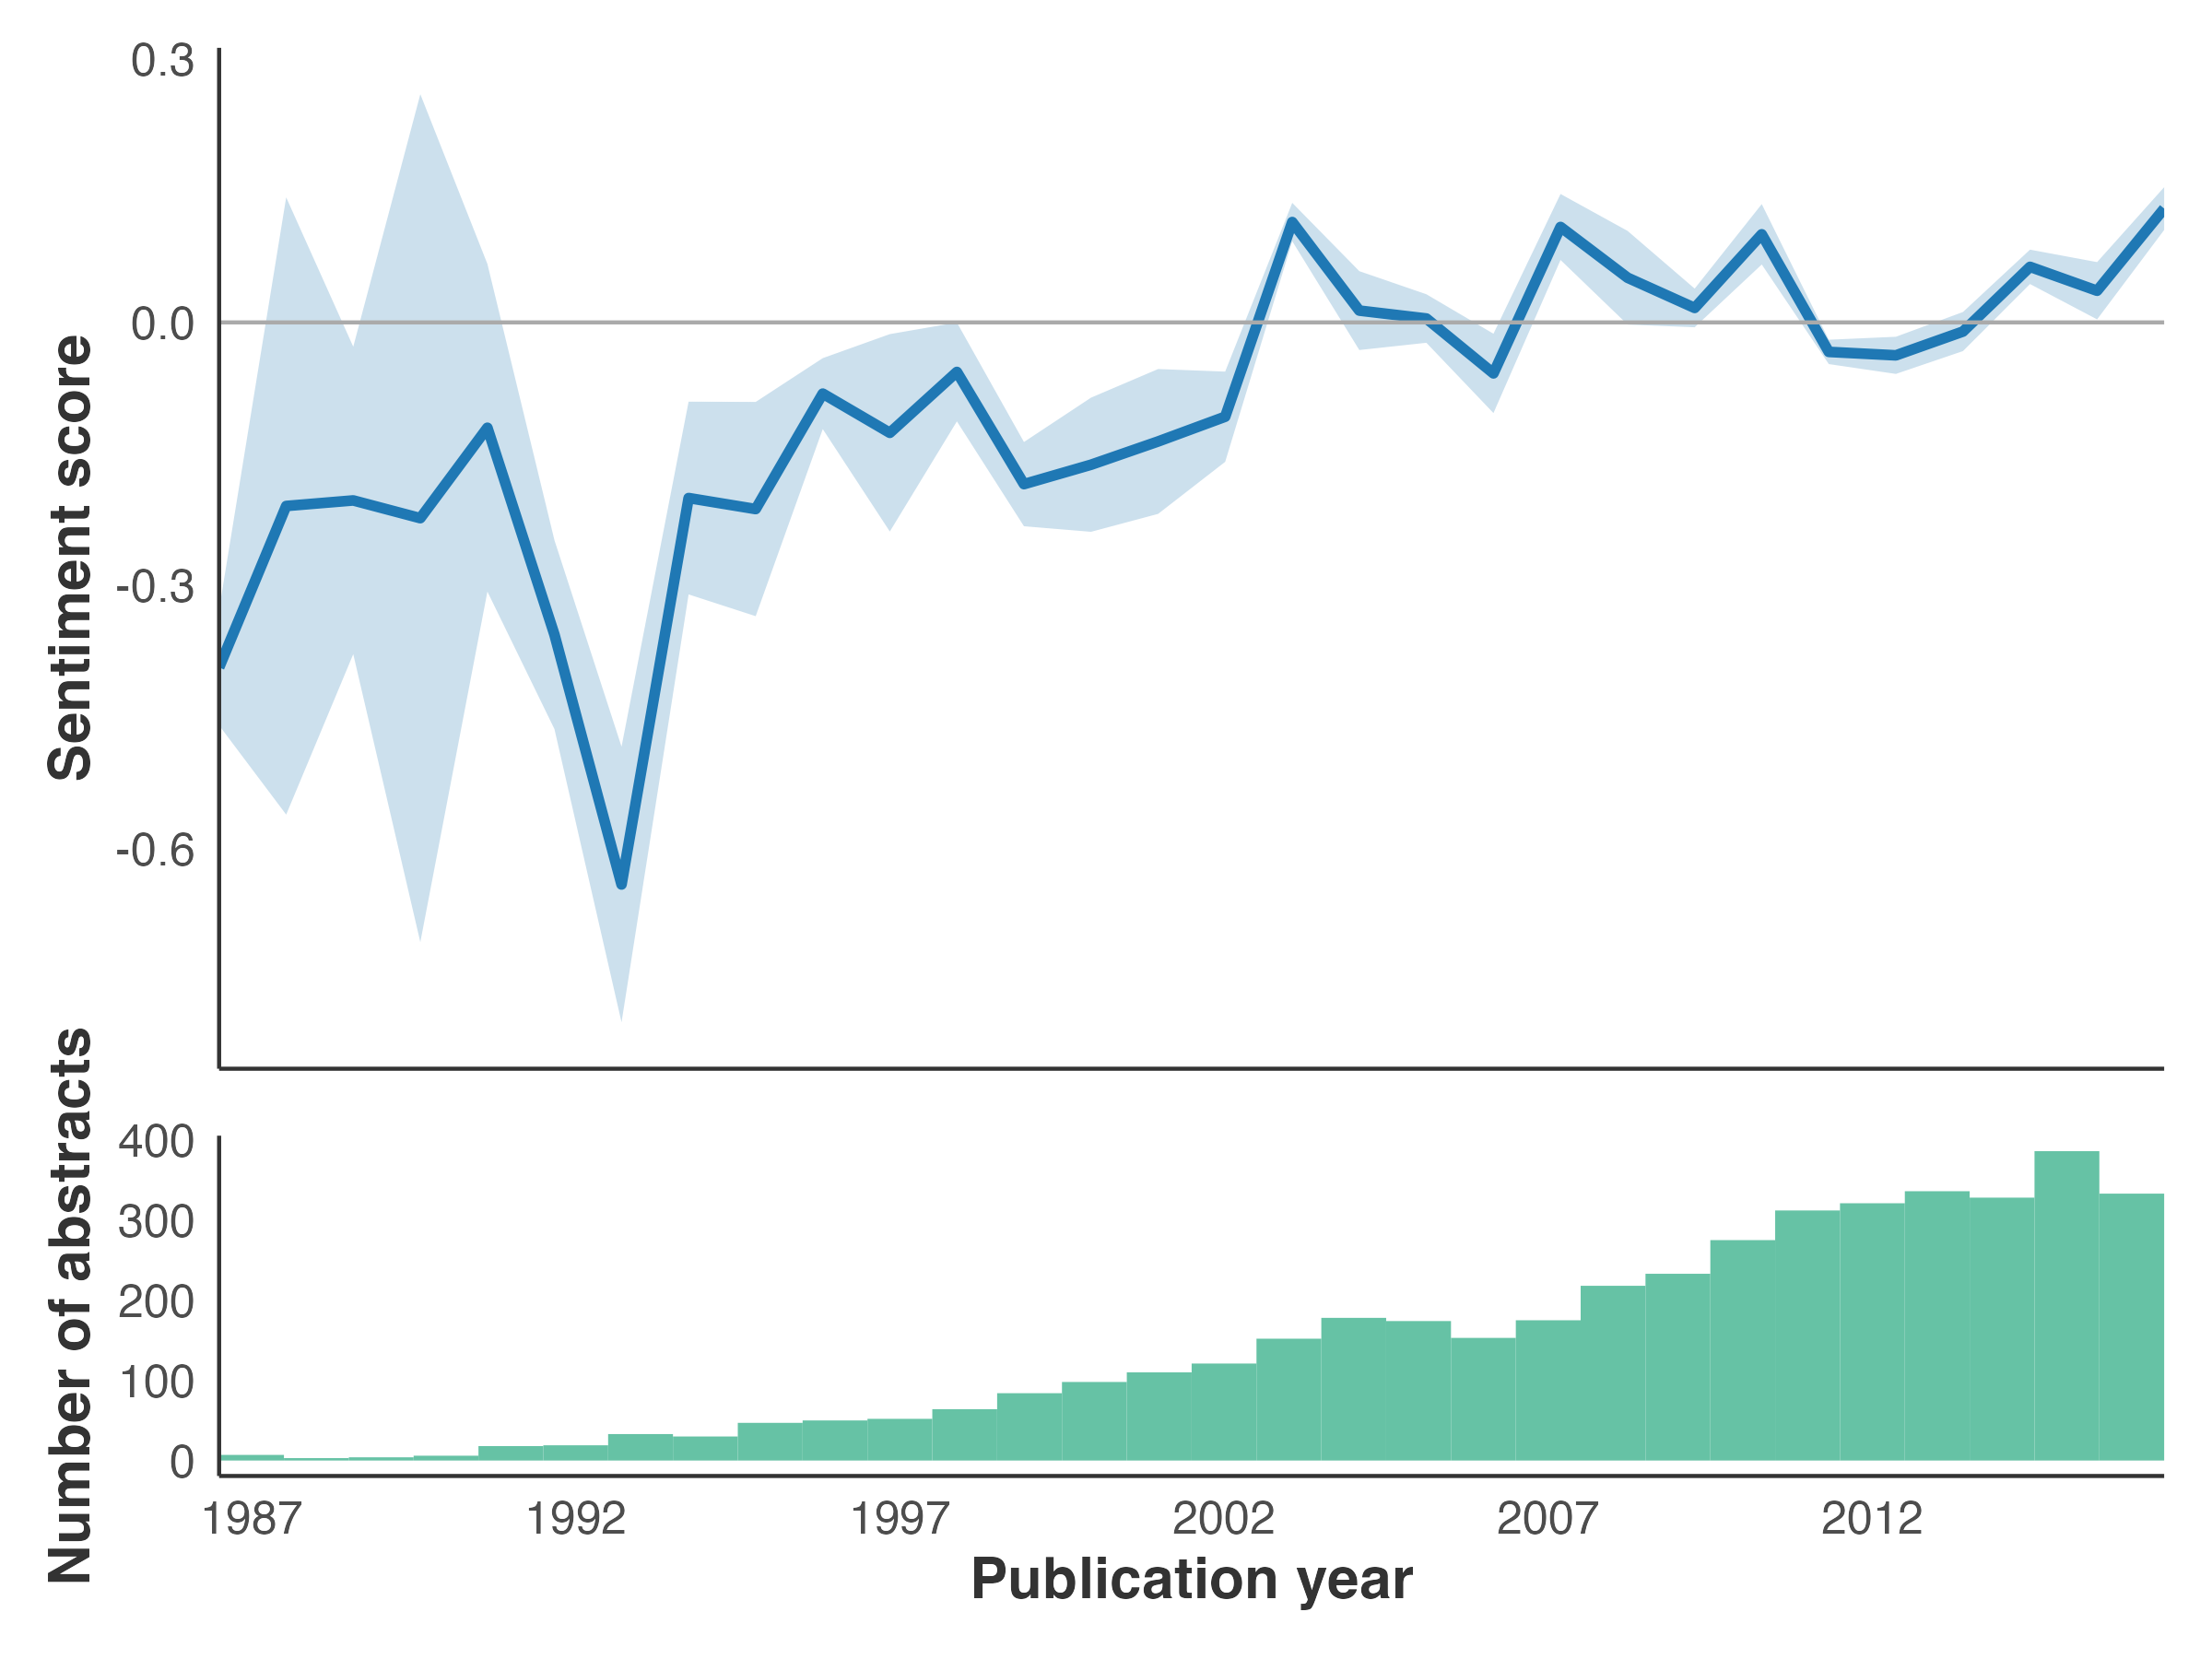 Sentiment score
0.3
0.0
-0.3
-0.6
Number of abstracts
400
300
200
100
0
1987 1992 1997 2002 2007 2012
Publication year